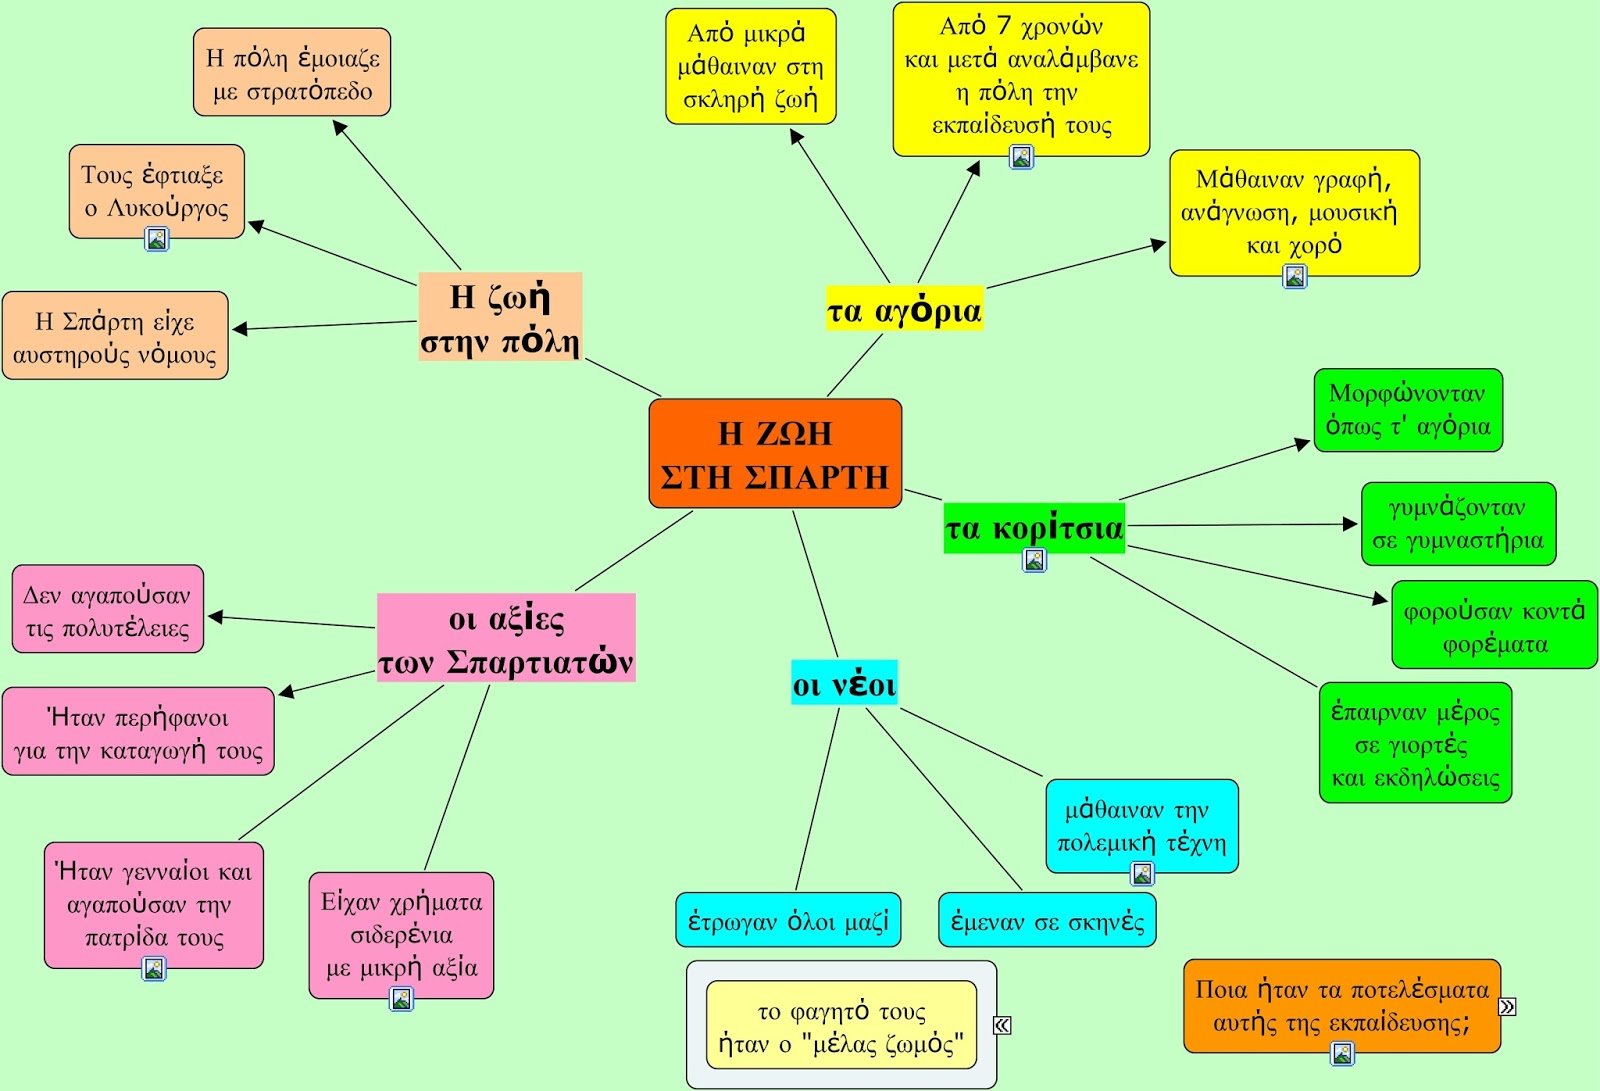 Η πόλη έμοιαζε
με στρατόπεδο
Τους έφτιαξε
ο Λυκούργος
Η Σπάρτη είχε
αυστηρούς νόμους
Η ζωή
στην πόλη
Από μικρά
μάθαιναν στη
σκληρή ζωή
Από 7 χρονών
και μετά αναλάμβανε
η πόλη την
εκπαίδευσή τους
Μάθαιναν γραφή,
ανάγνωση, μουσική
και χορό
τα αγόρια
Η ΖΩΗ
ΣΤΗ ΣΠΑΡΤΗ
Μορφώνονταν
όπως τ' αγόρια
τα κορίτσια
γυμνάζονταν
σε γυμναστήρια
φορούσαν κοντά
φορέματα
έπαιρναν μέρος
σε γιορτές
και εκδηλώσεις
Δεν αγαπούσαν
τις πολυτέλειες
οι αξίες
των Σπαρτιατών
Ήταν περήφανοι
για την καταγωγή τους
Ήταν γενναίοι και
αγαπούσαν την
πατρίδα τους
Είχαν χρήματα
σιδερένια
με μικρή αξία
οι νέοι
μάθαιναν την
πολεμική τέχνη
έτρωγαν όλοι μαζί
έμεναν σε σκηνές
το φαγητό τους
ήταν ο "μέλας ζωμός"
Ποια ήταν τα ποτελέσματα
αυτής της εκπαίδευσης;